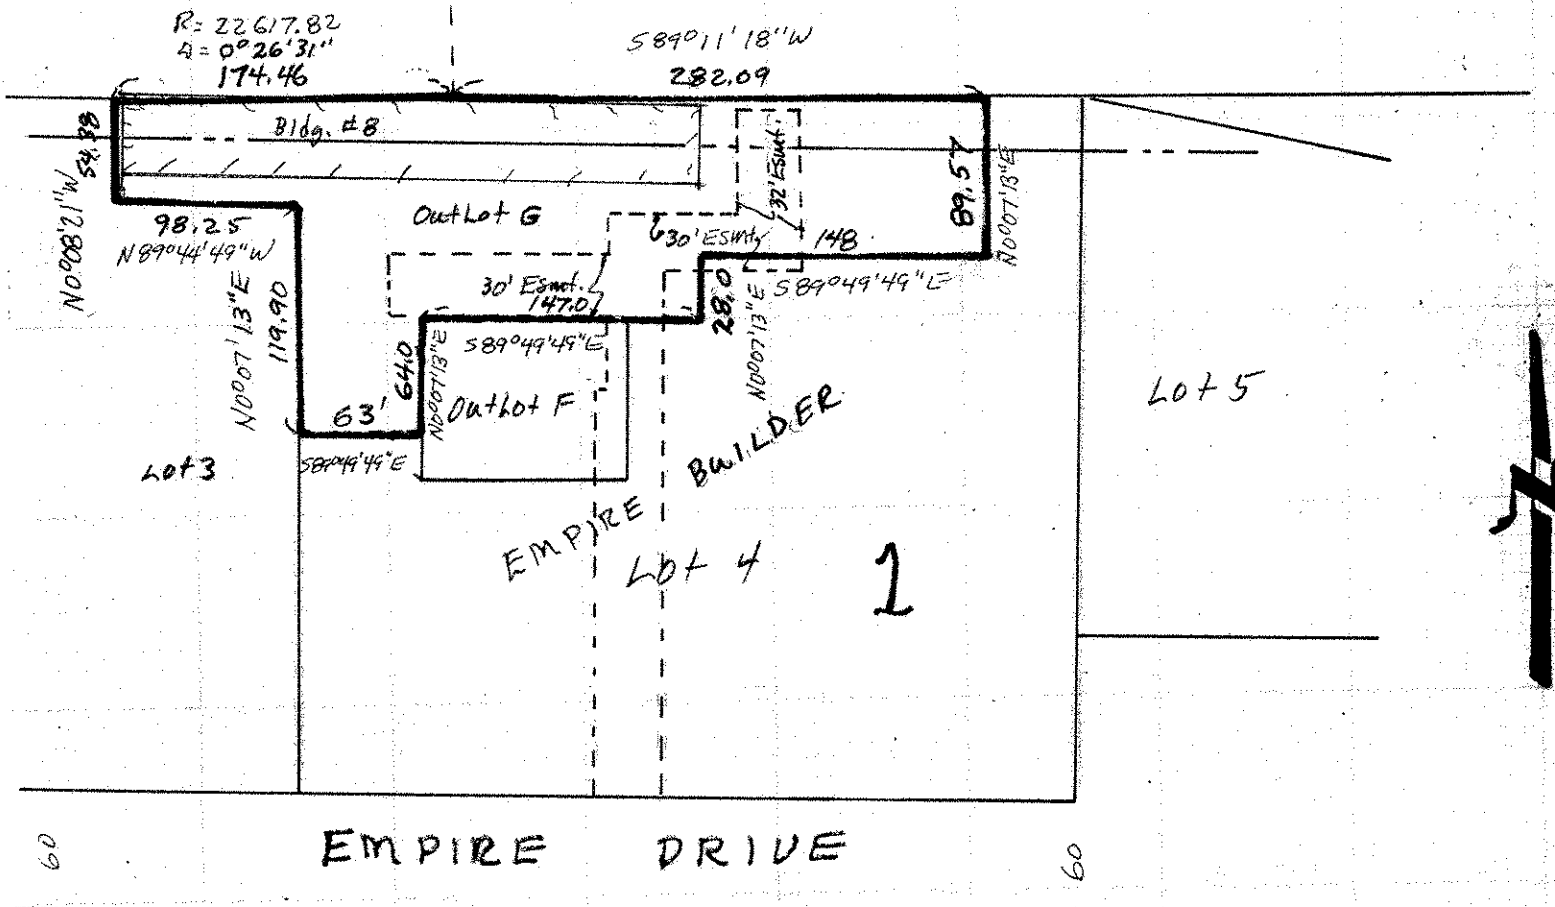 R= 22617.82
Δ= 0°26'31"
174.46
S89°11'18"W
282.09
54.38
N0°08'21"W
Bldg. #8
32' Esmt.
89.57
N0°07'13"E
98.25
N89°44'49"W
OutLot G
30' Esmt
148
S89°49'49"E
30' Esmt.
147.0
S89°49'49"E
28.0
N0°07'13"E
N0°07'13"E
119.90
64.0
N0°07'13"E
63'
S89°49'49"E
OutLot F
Lot 3
Lot 5
EMPIRE BUILDER
Lot 4
1
60
EMPIRE DRIVE
60